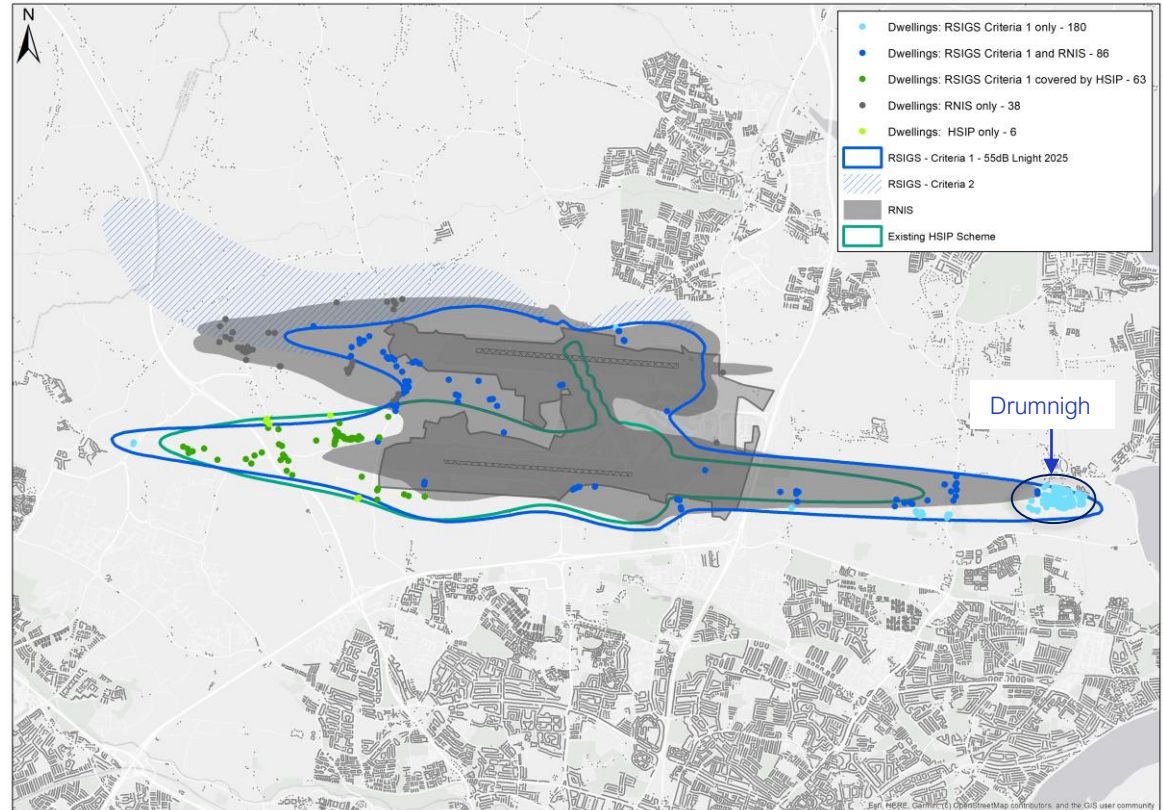 N
Dwellings: RSIGS Criteria 1 only - 180
Dwellings: RSIGS Criteria 1 and RNIS - 86
Dwellings: RSIGS Criteria 1 covered by HSIP - 63
Dwellings: RNIS only - 38
Dwellings:  HSIP only - 6
RSIGS - Criteria 1 - 55dB Lnight 2025
RSIGS - Criteria 2
RNIS
Existing HSIP Scheme
Drumnigh
Esri, HERE, Garmin, (c) OpenStreetMap contributors, and the GIS user community